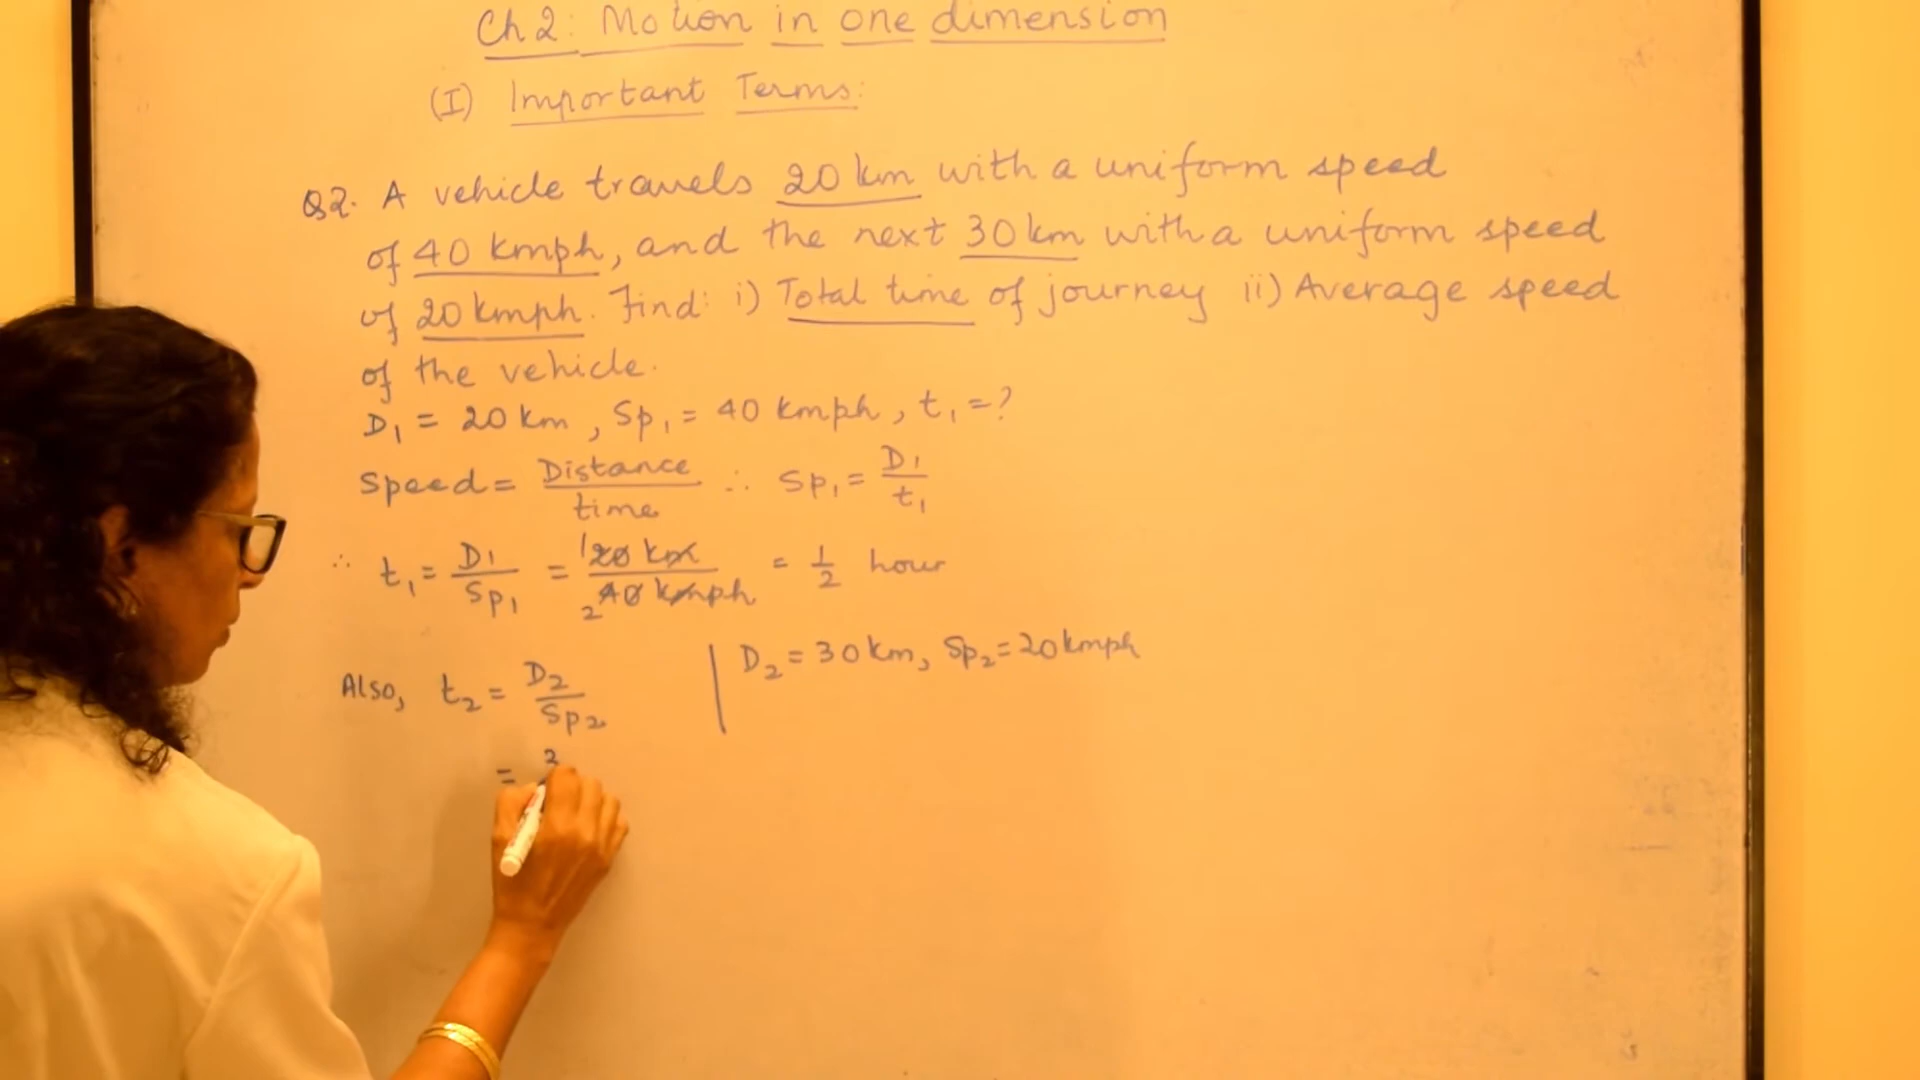 Ch 2: Motion in one dimension
(I) Important Terms:
Q2. A vehicle travels 20 km with a uniform speed
of 40 kmph, and the next 30 km with a uniform speed
of 20 kmph. Find: i) Total time of journey ii) Average speed
of the vehicle.
D₁ = 20 km, Sp₁ = 40 kmph, t₁ = ?
Speed = Distance / time ∴ Sp₁ = D₁ / t₁
∴ t₁ = D₁ / Sp₁ = 1 20 km / 2 40 kmph = 1/2 hour
Also, t₂ = D₂ / Sp₂ | D₂ = 30 km, Sp₂ = 20 kmph
= 3